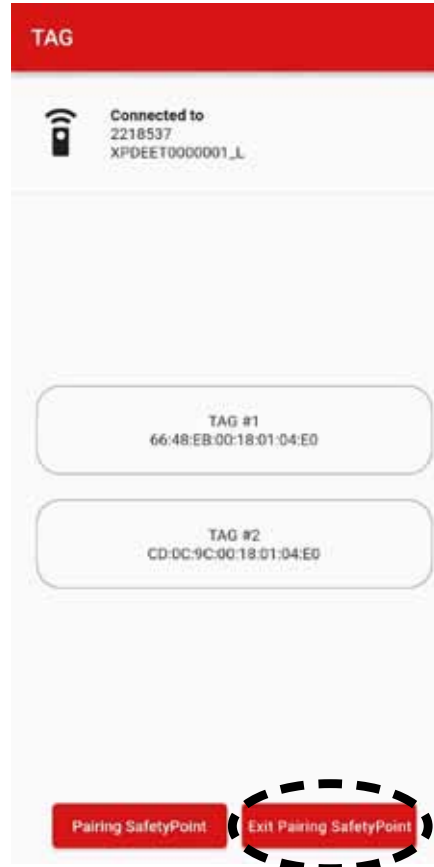 TAG
Connected to
2218537
XPDEET0000001_L
TAG #1
66:48:EB:00:18:01:04:E0
TAG #2
CD:0C:9C:00:18:01:04:E0
Pairing SafetyPoint
Exit Pairing SafetyPoint